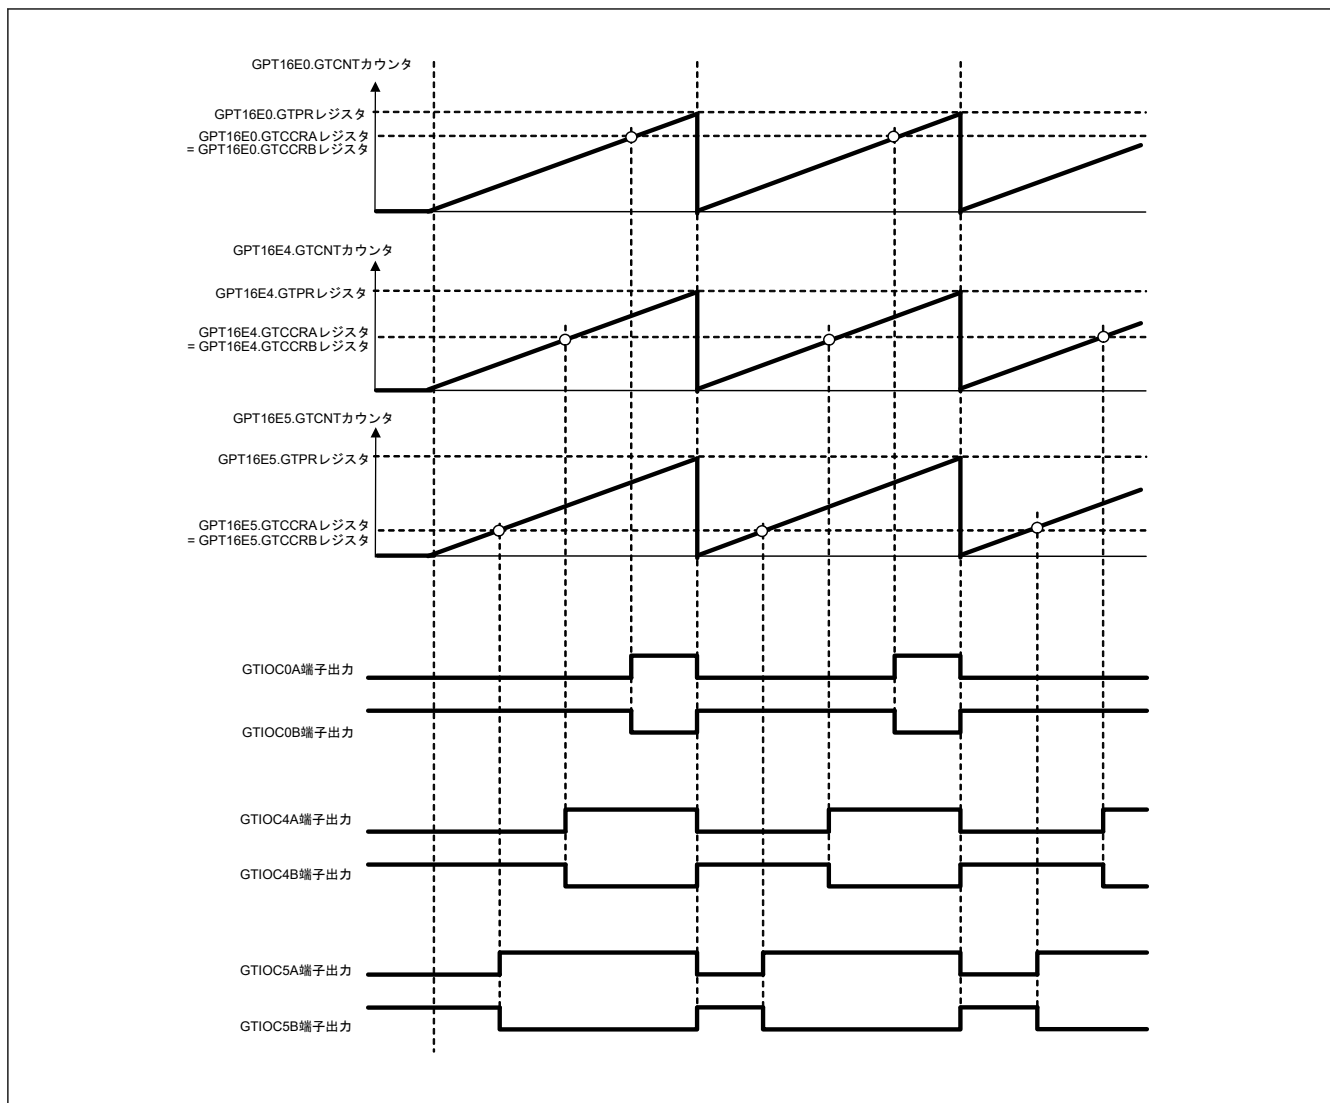 GPT16E0.GTCNTカウンタ
GPT16E0.GTPRレジスタ
GPT16E0.GTCCRAレジスタ
= GPT16E0.GTCCRBレジスタ
GPT16E4.GTCNTカウンタ
GPT16E4.GTPRレジスタ
GPT16E4.GTCCRAレジスタ
= GPT16E4.GTCCRBレジスタ
GPT16E5.GTCNTカウンタ
GPT16E5.GTPRレジスタ
GPT16E5.GTCCRAレジスタ
= GPT16E5.GTCCRBレジスタ
GTIOC0A端子出力
GTIOC0B端子出力
GTIOC4A端子出力
GTIOC4B端子出力
GTIOC5A端子出力
GTIOC5B端子出力